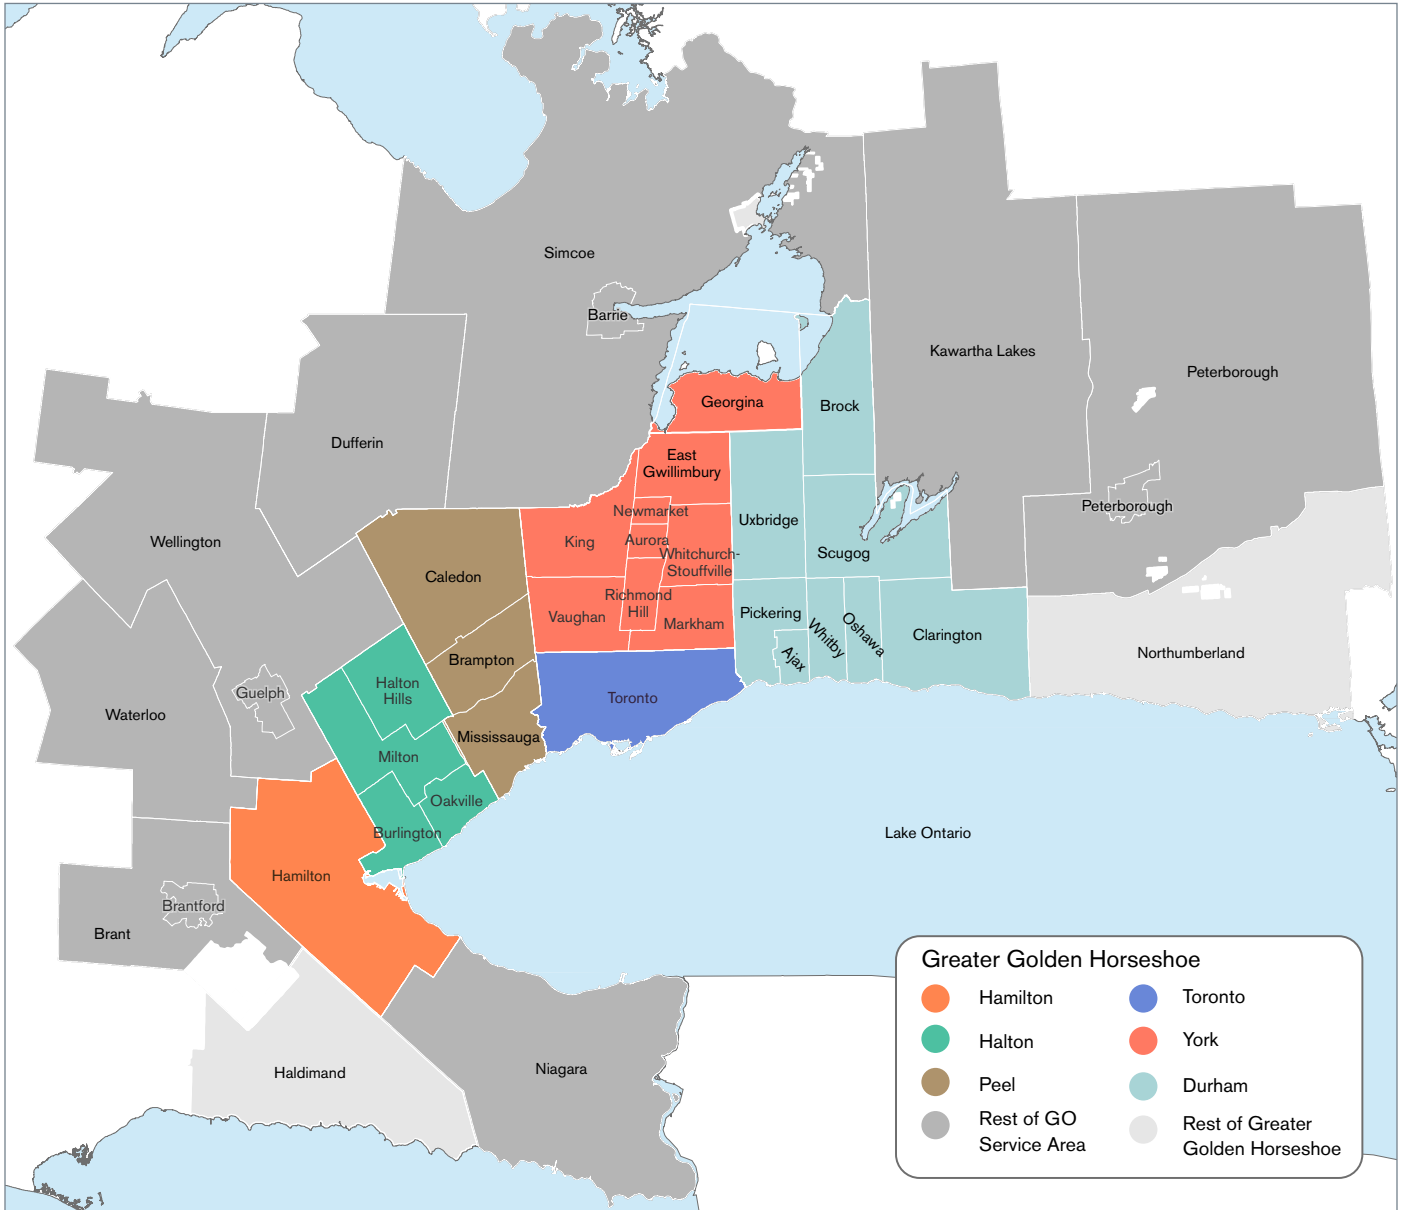 Simcoe
Barrie
Kawartha Lakes
Peterborough
Georgina
Brock
Dufferin
East
Gwillimbury
Newmarket
Peterborough
Uxbridge
King
Aurora
Wellington
Whitchurch-
Stouffville
Scugog
Caledon
Richmond
Hill
Vaughan
Markham
Pickering
Ajax
Whitby
Oshawa
Clarington
Northumberland
Brampton
Halton
Hills
Guelph
Toronto
Waterloo
Mississauga
Milton
Oakville
Burlington
Lake Ontario
Hamilton
Brantford
Brant
Haldimand
Niagara
Greater Golden Horseshoe
Hamilton
Halton
Peel
Rest of GO
Service Area
Toronto
York
Durham
Rest of Greater
Golden Horseshoe